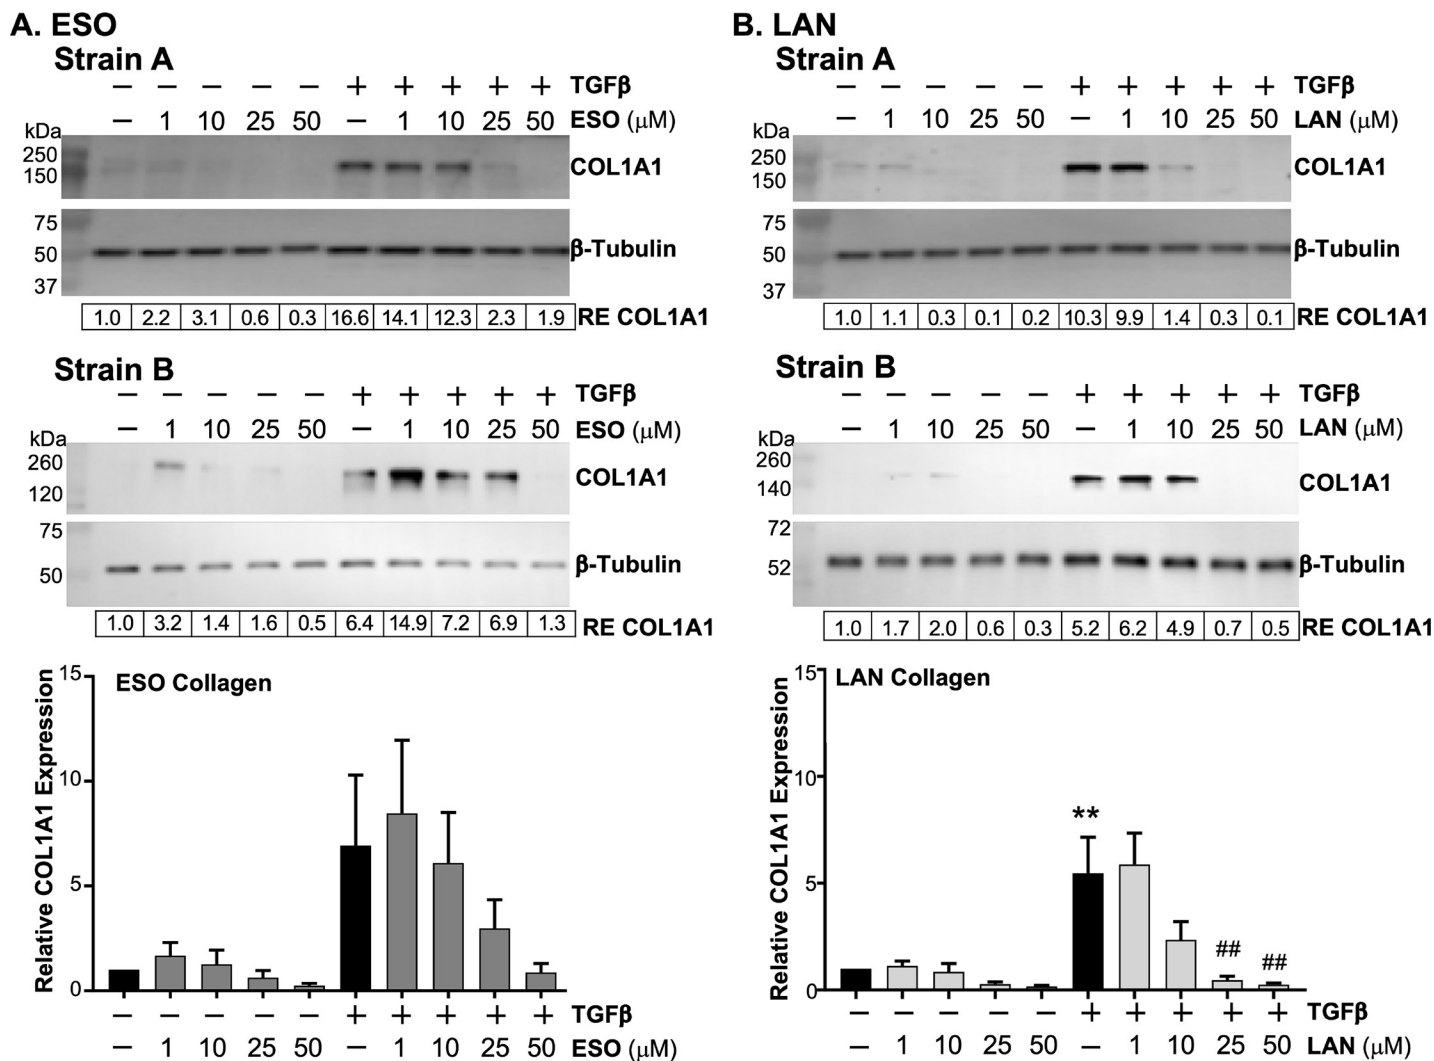 A. ESO
Strain A
– – – – – + + + + + TGFβ
– 1 10 25 50 – 1 10 25 50 ESO (μM)
kDa
250
150
COL1A1
75
50
37
β-Tubulin
1.0 2.2 3.1 0.6 0.3 16.6 14.1 12.3 2.3 1.9 RE COL1A1
Strain B
– – – – – + + + + + TGFβ
– 1 10 25 50 – 1 10 25 50 ESO (μM)
kDa
260
120
COL1A1
75
50
β-Tubulin
1.0 3.2 1.4 1.6 0.5 6.4 14.9 7.2 6.9 1.3 RE COL1A1
ESO Collagen
Relative COL1A1 Expression
15
10
5
0
– – – – – + + + + + TGFβ
– 1 10 25 50 – 1 10 25 50 ESO (μM)
B. LAN
Strain A
– – – – – + + + + + TGFβ
– 1 10 25 50 – 1 10 25 50 LAN (μM)
kDa
250
150
COL1A1
75
50
37
β-Tubulin
1.0 1.1 0.3 0.1 0.2 10.3 9.9 1.4 0.3 0.1 RE COL1A1
Strain B
– – – – – + + + + + TGFβ
– 1 10 25 50 – 1 10 25 50 LAN (μM)
kDa
260
140
COL1A1
72
52
β-Tubulin
1.0 1.7 2.0 0.6 0.3 5.2 6.2 4.9 0.7 0.5 RE COL1A1
LAN Collagen
Relative COL1A1 Expression
15
10
5
0
**
##
##
– – – – – + + + + + TGFβ
– 1 10 25 50 – 1 10 25 50 LAN (μM)